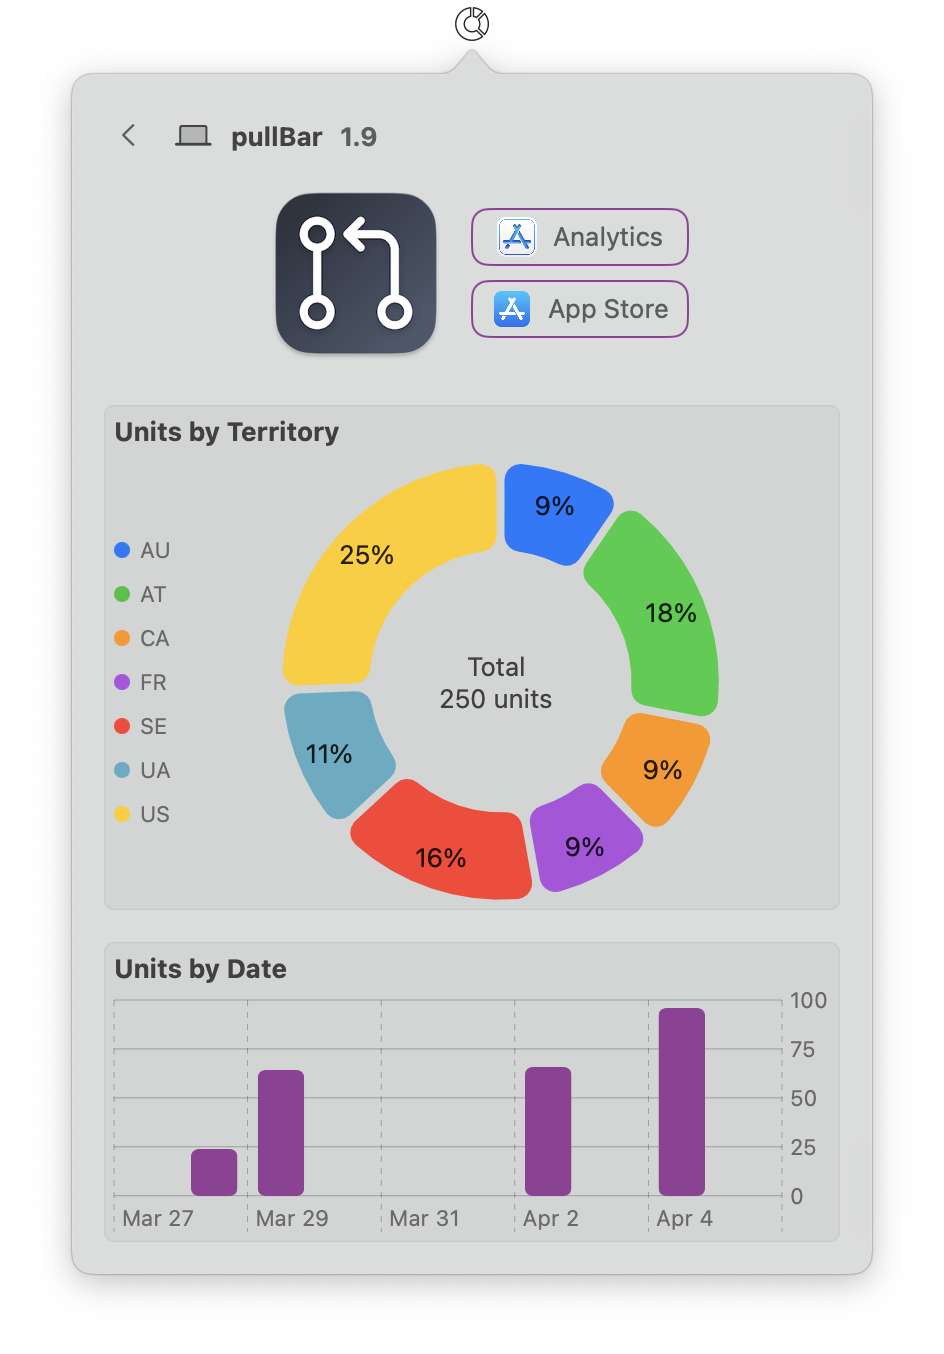 pullBar 1.9
Analytics
App Store
Units by Territory
AU
AT
CA
FR
SE
UA
US
9%
18%
9%
9%
16%
11%
25%
Total
250 units
Units by Date
100
75
50
25
0
Mar 27 Mar 29 Mar 31 Apr 2 Apr 4